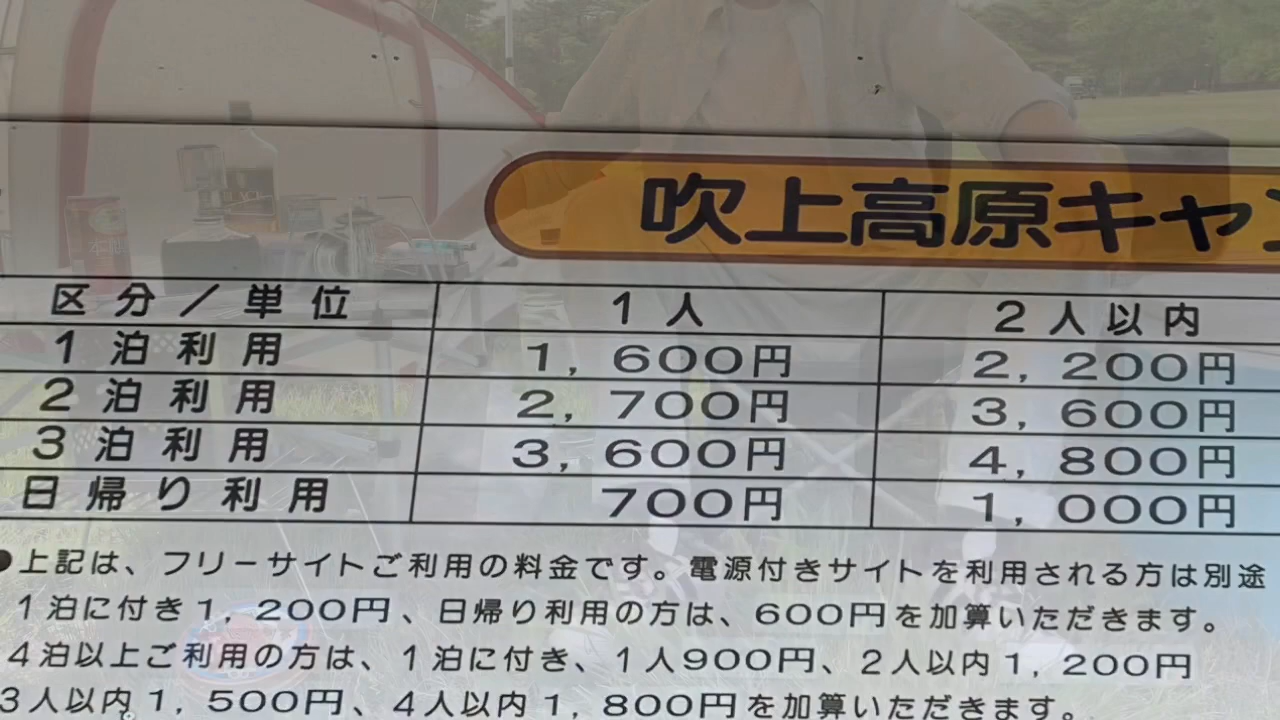 吹上高原キャン
区分／単位 1人 2人以内
1泊利用 1,600円 2,200円
2泊利用 2,700円 3,600円
3泊利用 3,600円 4,800円
日帰り利用 700円 1,000円
●上記は、フリーサイトご利用の料金です。電源付きサイトを利用される方は別途
1泊に付き1,200円、日帰り利用の方は、600円を加算いただきます。
4泊以上ご利用の方は、1泊に付き、1人900円、2人以内1,200円
3人以内1,500円、4人以内1,800円を加算いただきます。